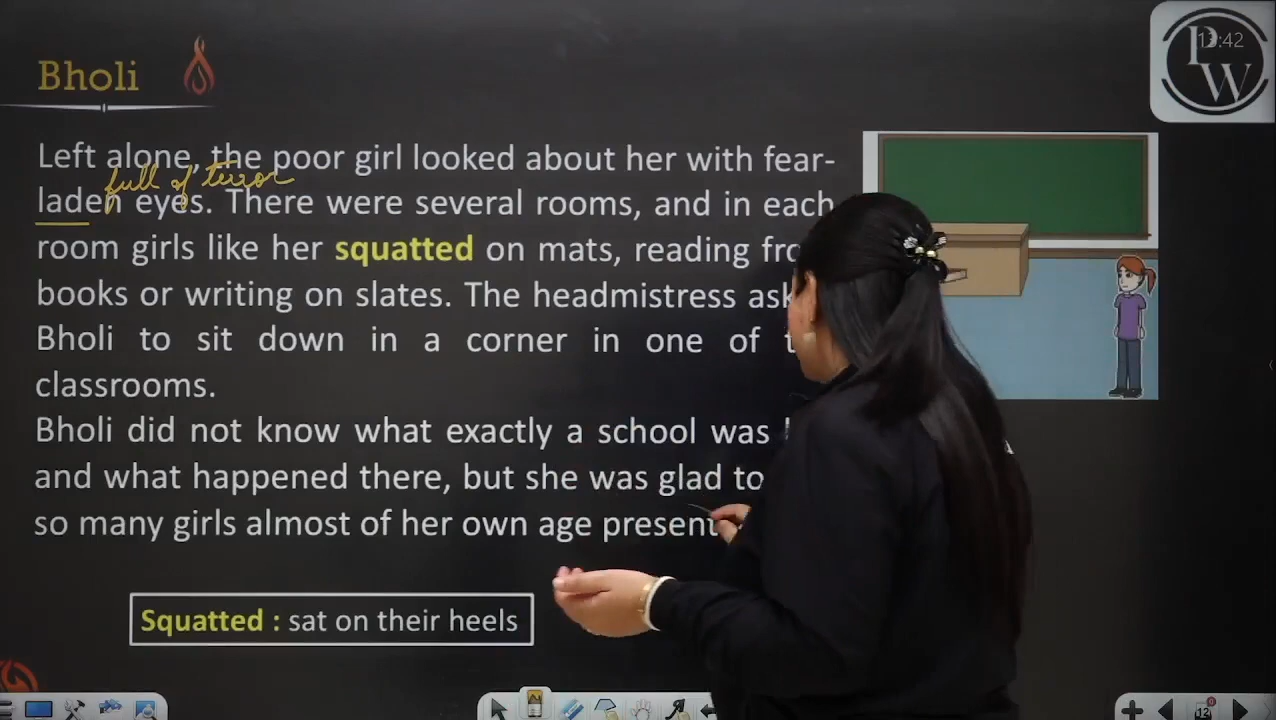 Bholi
13:42
P
W
Left alone, the poor girl looked about her with fear-
full of terror
laden eyes. There were several rooms, and in each
room girls like her squatted on mats, reading
books or writing on slates. The headmistress
Bholi to sit down in a corner in one of
classrooms.
Bholi did not know what exactly a school was
and what happened there, but she was glad to
so many girls almost of her own age present
Squatted : sat on their heels
12